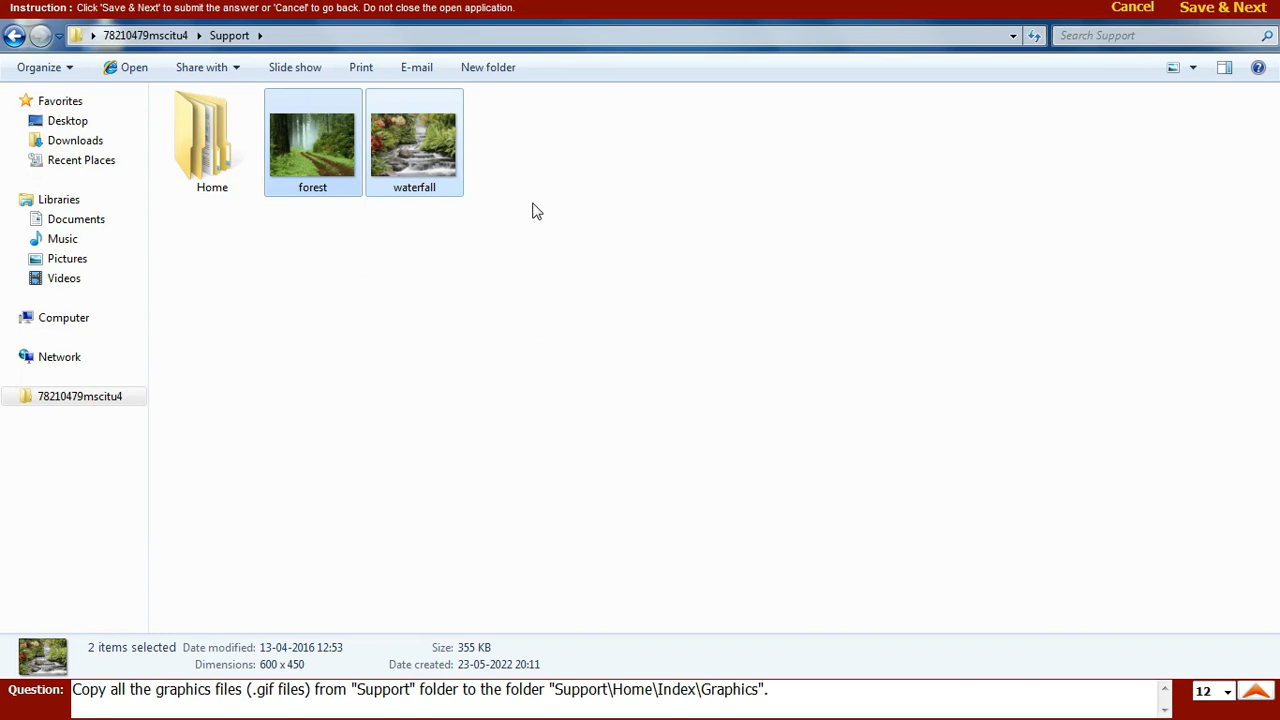 Instruction : Click 'Save & Next' to submit the answer or 'Cancel' to go back. Do not close the open application. Cancel Save & Next
78210479mscitu4 Support Search Support
Organize Open Share with Slide show Print E-mail New folder
Favorites
Desktop
Downloads
Recent Places
Libraries
Documents
Music
Pictures
Videos
Computer
Network
78210479mscitu4
Home forest waterfall
2 items selected Date modified: 13-04-2016 12:53 Size: 355 KB
Dimensions: 600 x 450 Date created: 23-05-2022 20:11
Question: Copy all the graphics files (.gif files) from "Support" folder to the folder "Support\Home\Index\Graphics". 12